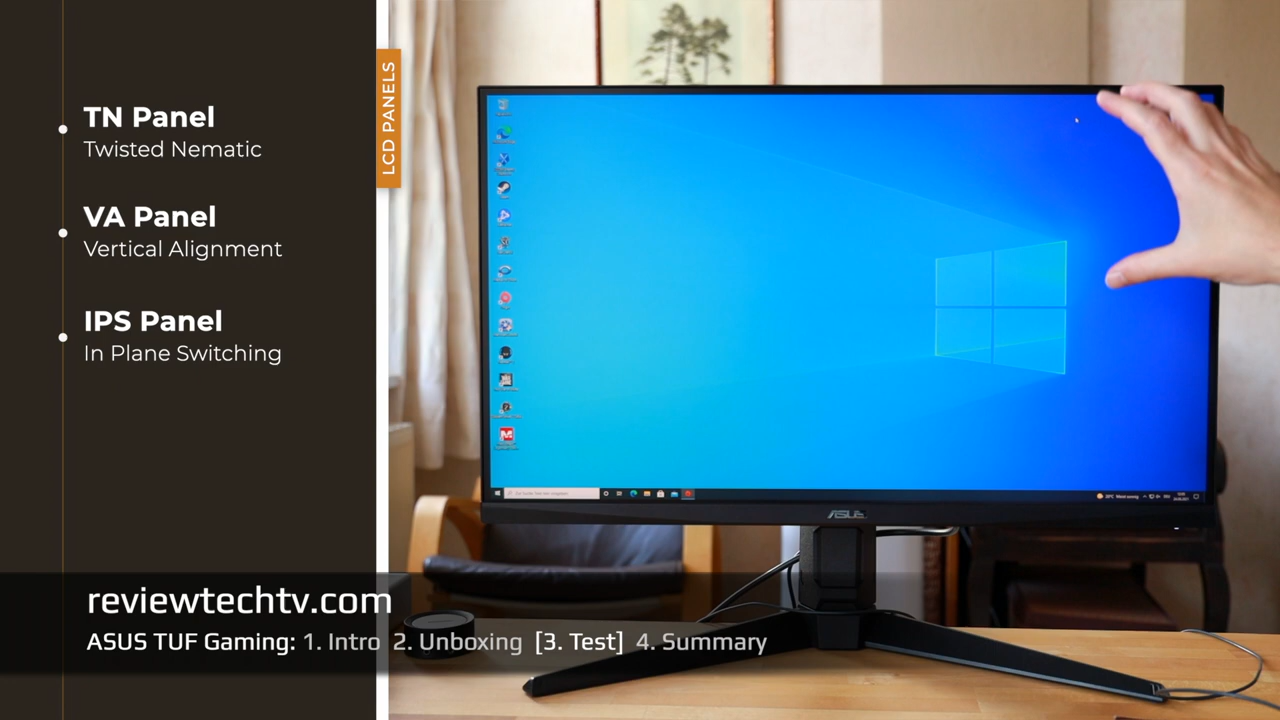 TN Panel
Twisted Nematic
VA Panel
Vertical Alignment
IPS Panel
In Plane Switching
LCD PANELS
ASUS
reviewtechtv.com
ASUS TUF Gaming: 1. Intro 2. Unboxing [3. Test] 4. Summary